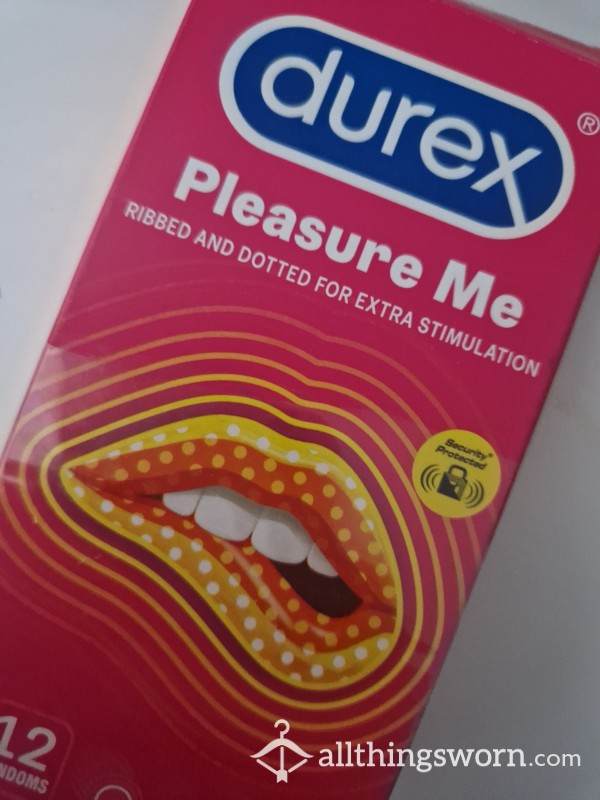 durex®
Pleasure Me
RIBBED AND DOTTED FOR EXTRA STIMULATION
Security
Protected
12
allthingsworn.com